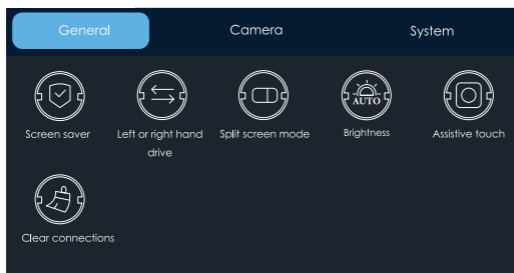 General Camera System
AUTO
Screen saver Left or right hand Split screen mode Brightness Assistive touch
drive
Clear connections